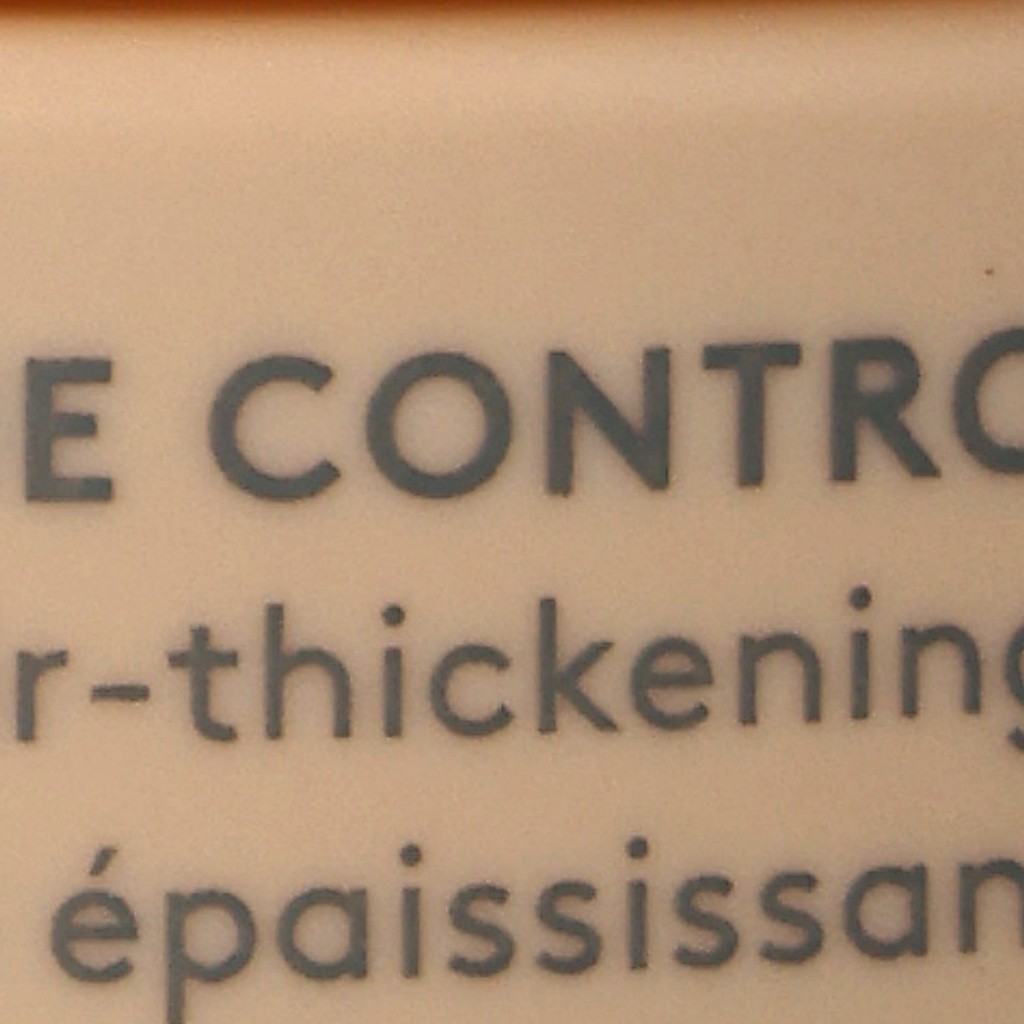 E CONTRO
r-thickening
épaississan